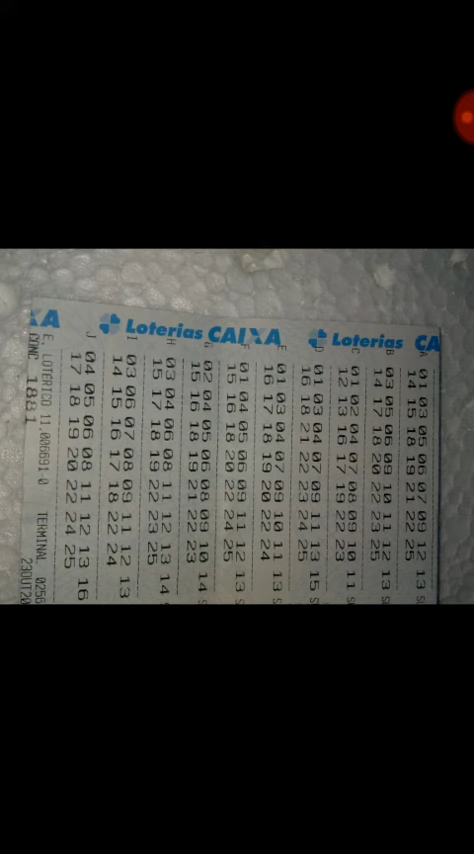 Loterias CAIXA Loterias CA
A 01 03 05 06 07 09 12 13
14 15 18 19 21 22 25
B 03 05 06 09 10 11 12 13
14 17 18 20 22 23 25
C 01 02 04 07 08 09 10 11
12 13 16 17 19 22 23
D 01 03 04 07 09 11 13 15
16 18 21 22 23 24 25
E 01 03 04 07 09 10 11 13
16 17 18 19 20 22 24
F 01 04 05 06 09 11 12 13
15 16 18 20 22 24 25
G 02 04 05 06 08 09 10 14
15 16 18 19 21 22 23
H 03 04 06 08 11 12 13 14
15 17 18 19 22 23 25
I 03 06 07 08 09 11 12 13
14 15 16 17 18 22 24
J 04 05 06 08 11 12 13 16
17 18 19 20 22 24 25
E. LOTERICO 11.006691-0 TERMINAL 0256
CONC 1881 23OUT20